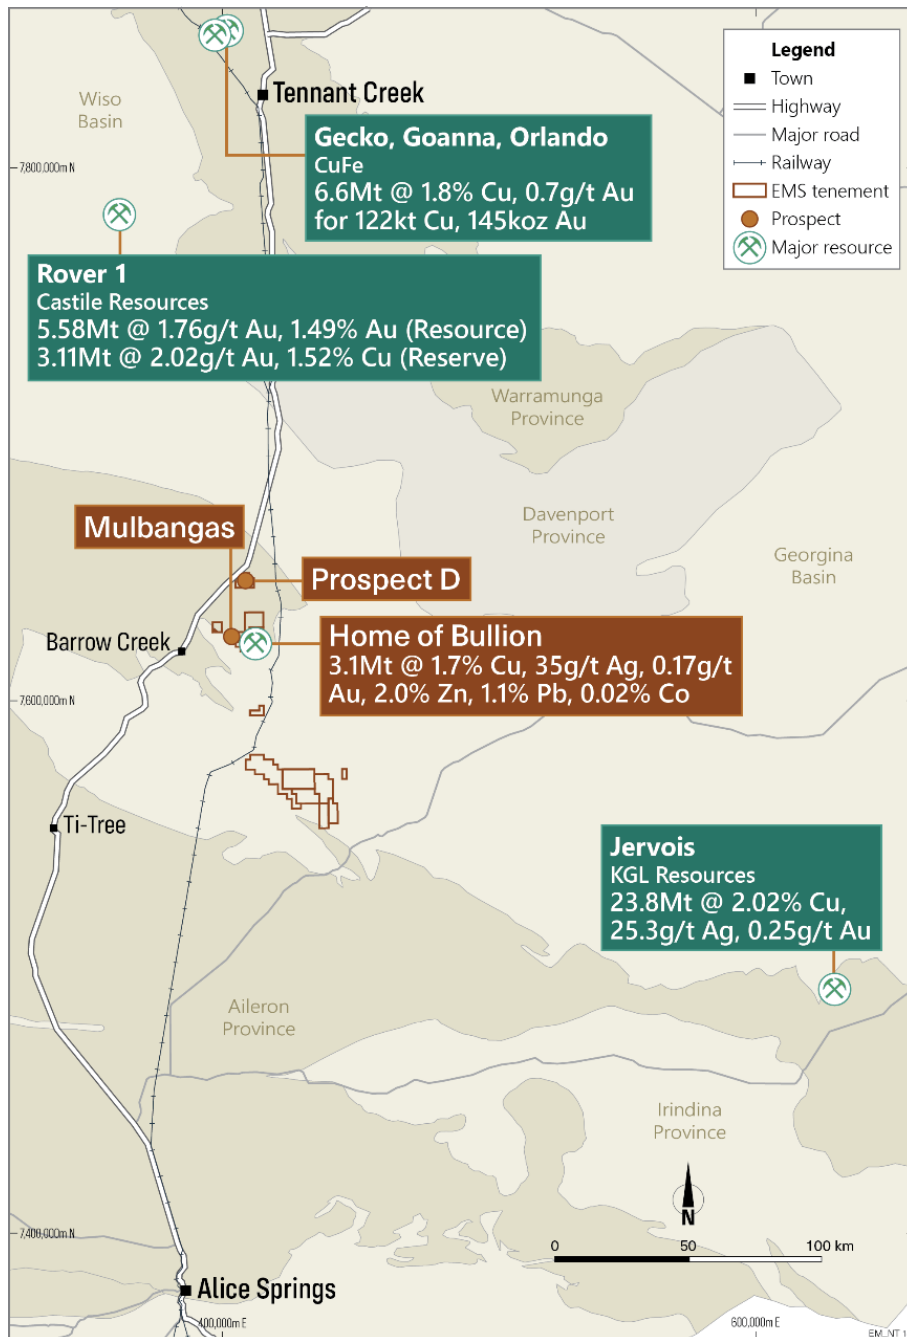 Legend
Town
Highway
Major road
Railway
EMS tenement
Prospect
Major resource
Tennant Creek
Wiso
Basin
Gecko, Goanna, Orlando
CuFe
6.6Mt @ 1.8% Cu, 0.7g/t Au
for 122kt Cu, 145koz Au
7,800,000m N
Rover 1
Castile Resources
5.58Mt @ 1.76g/t Au, 1.49% Au (Resource)
3.11Mt @ 2.02g/t Au, 1.52% Cu (Reserve)
Warramunga
Province
Davenport
Province
Georgina
Basin
Mulbangas
Prospect D
Barrow Creek
Home of Bullion
3.1Mt @ 1.7% Cu, 35g/t Ag, 0.17g/t
Au, 2.0% Zn, 1.1% Pb, 0.02% Co
7,600,000m N
Ti-Tree
Jervois
KGL Resources
23.8Mt @ 2.02% Cu,
25.3g/t Ag, 0.25g/t Au
Aileron
Province
Irindina
Province
N
7,400,000m N
0 50 100 km
Alice Springs
400,000m E
600,000m E